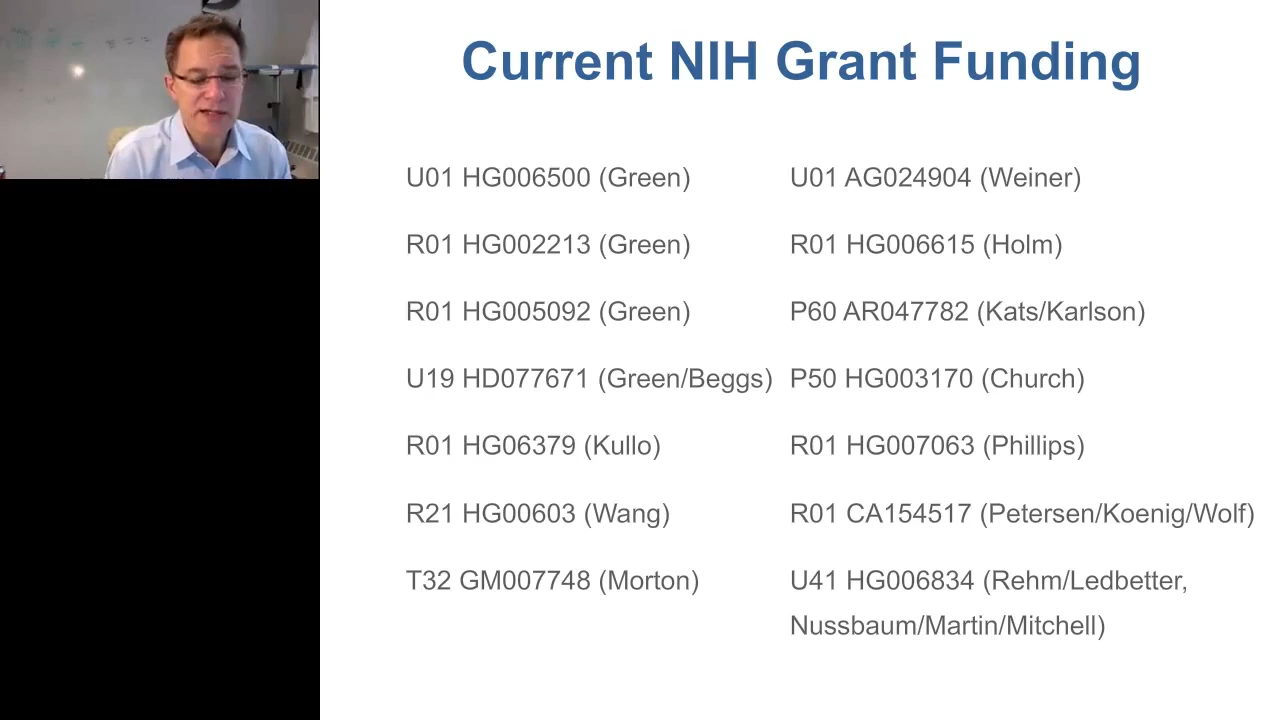 Current NIH Grant Funding
U01 HG006500 (Green)
R01 HG002213 (Green)
R01 HG005092 (Green)
U19 HD077671 (Green/Beggs)
R01 HG06379 (Kullo)
R21 HG00603 (Wang)
T32 GM007748 (Morton)
U01 AG024904 (Weiner)
R01 HG006615 (Holm)
P60 AR047782 (Kats/Karlson)
P50 HG003170 (Church)
R01 HG007063 (Phillips)
R01 CA154517 (Petersen/Koenig/Wolf)
U41 HG006834 (Rehm/Ledbetter,
Nussbaum/Martin/Mitchell)